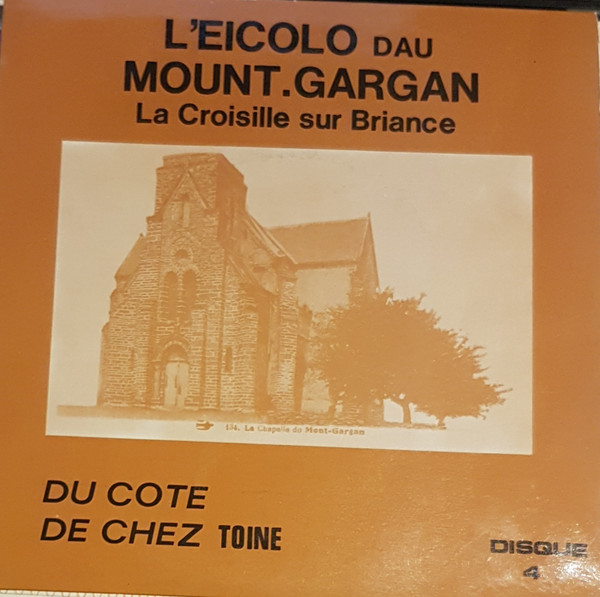 L'EICOLO DAU
MOUNT.GARGAN
La Croisille sur Briance
534. La Chapelle du Mont-Gargan
DU COTE
DE CHEZ TOINE
DISQUE
4